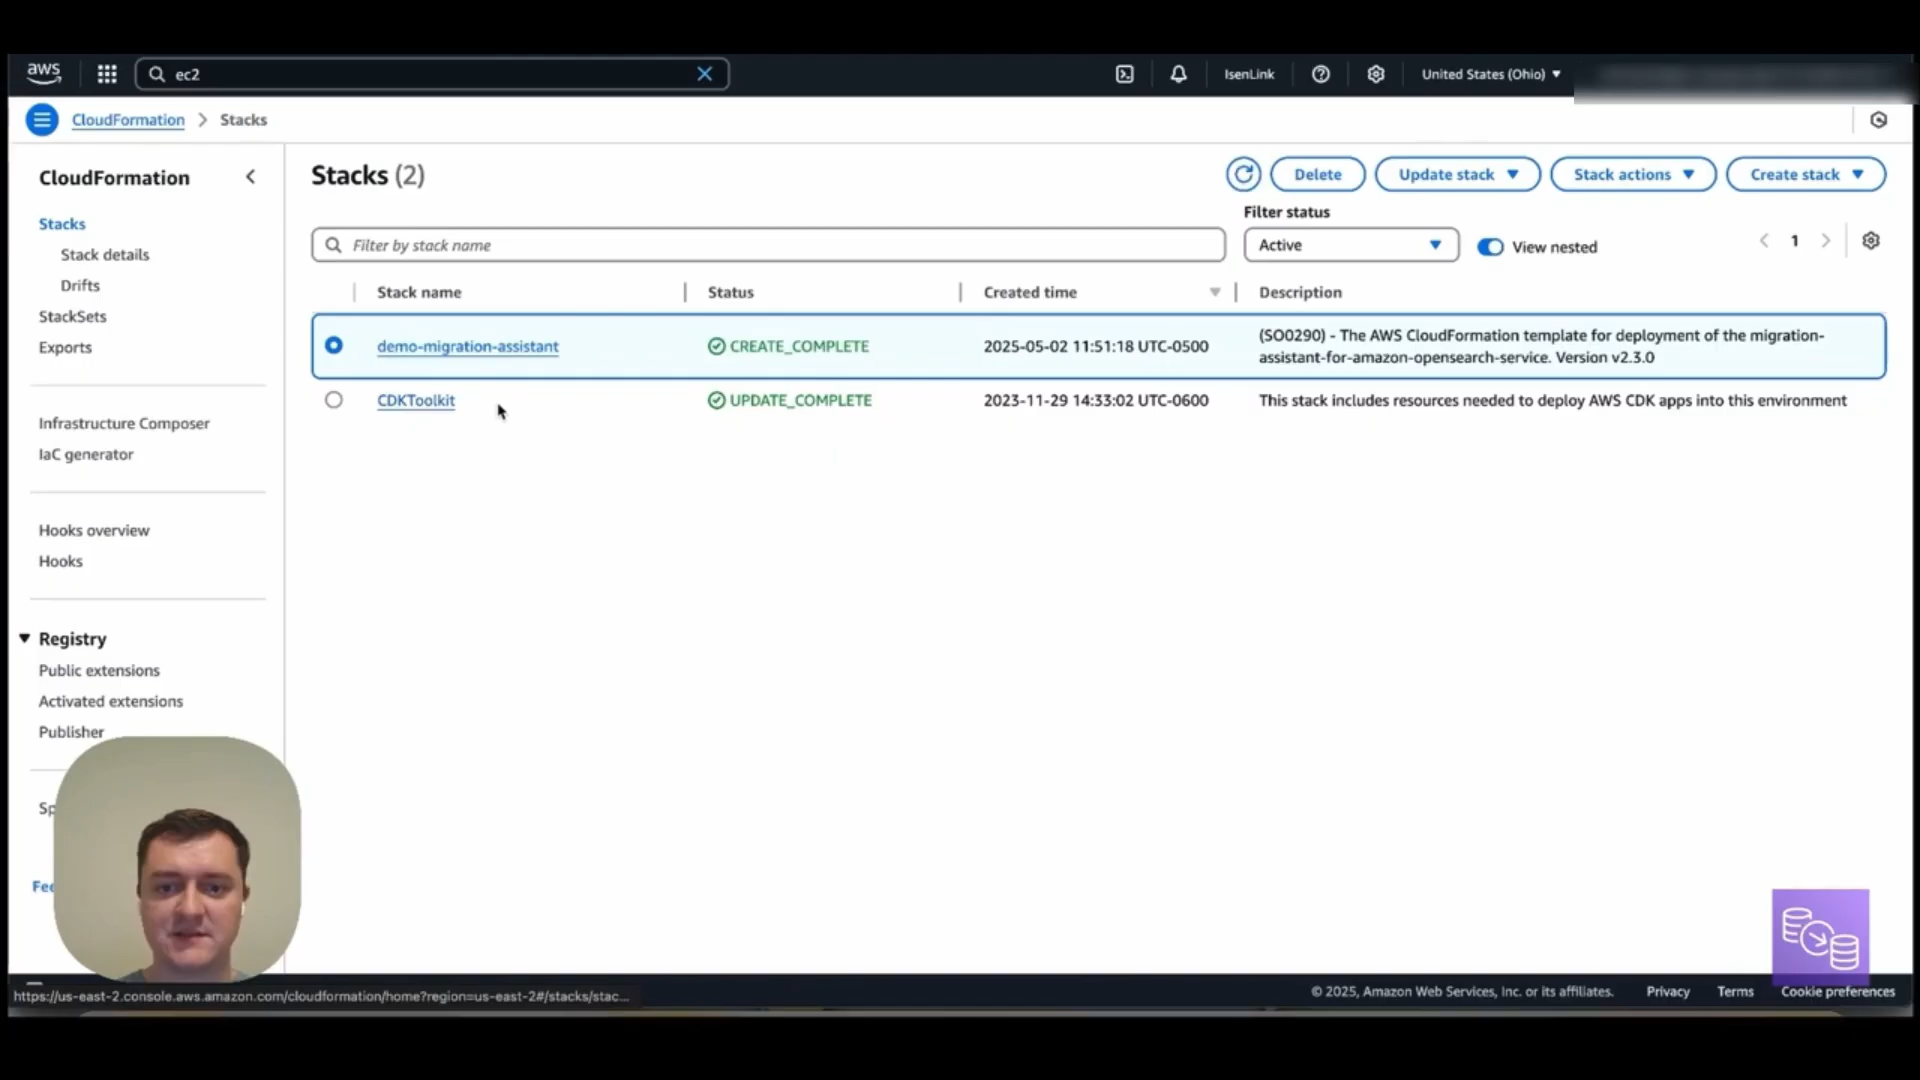 aws
ec2
IsenLink
United States (Ohio)
CloudFormation
Stacks
CloudFormation
Stacks
Stack details
Drifts
StackSets
Exports
Infrastructure Composer
IaC generator
Hooks overview
Hooks
Registry
Public extensions
Activated extensions
Publisher
Sp
Fee
Stacks (2)
Delete
Update stack
Stack actions
Create stack
Filter status
Filter by stack name
Active
View nested
1
Stack name
Status
Created time
Description
demo-migration-assistant
CREATE_COMPLETE
2025-05-02 11:51:18 UTC-0500
(SO0290) - The AWS CloudFormation template for deployment of the migration-
assistant-for-amazon-opensearch-service. Version v2.3.0
CDKToolkit
UPDATE_COMPLETE
2023-11-29 14:33:02 UTC-0600
This stack includes resources needed to deploy AWS CDK apps into this environment
https://us-east-2.console.aws.amazon.com/cloudformation/home?region=us-east-2#/stacks/stac...
© 2025, Amazon Web Services, Inc. or its affiliates.
Privacy
Terms
Cookie preferences